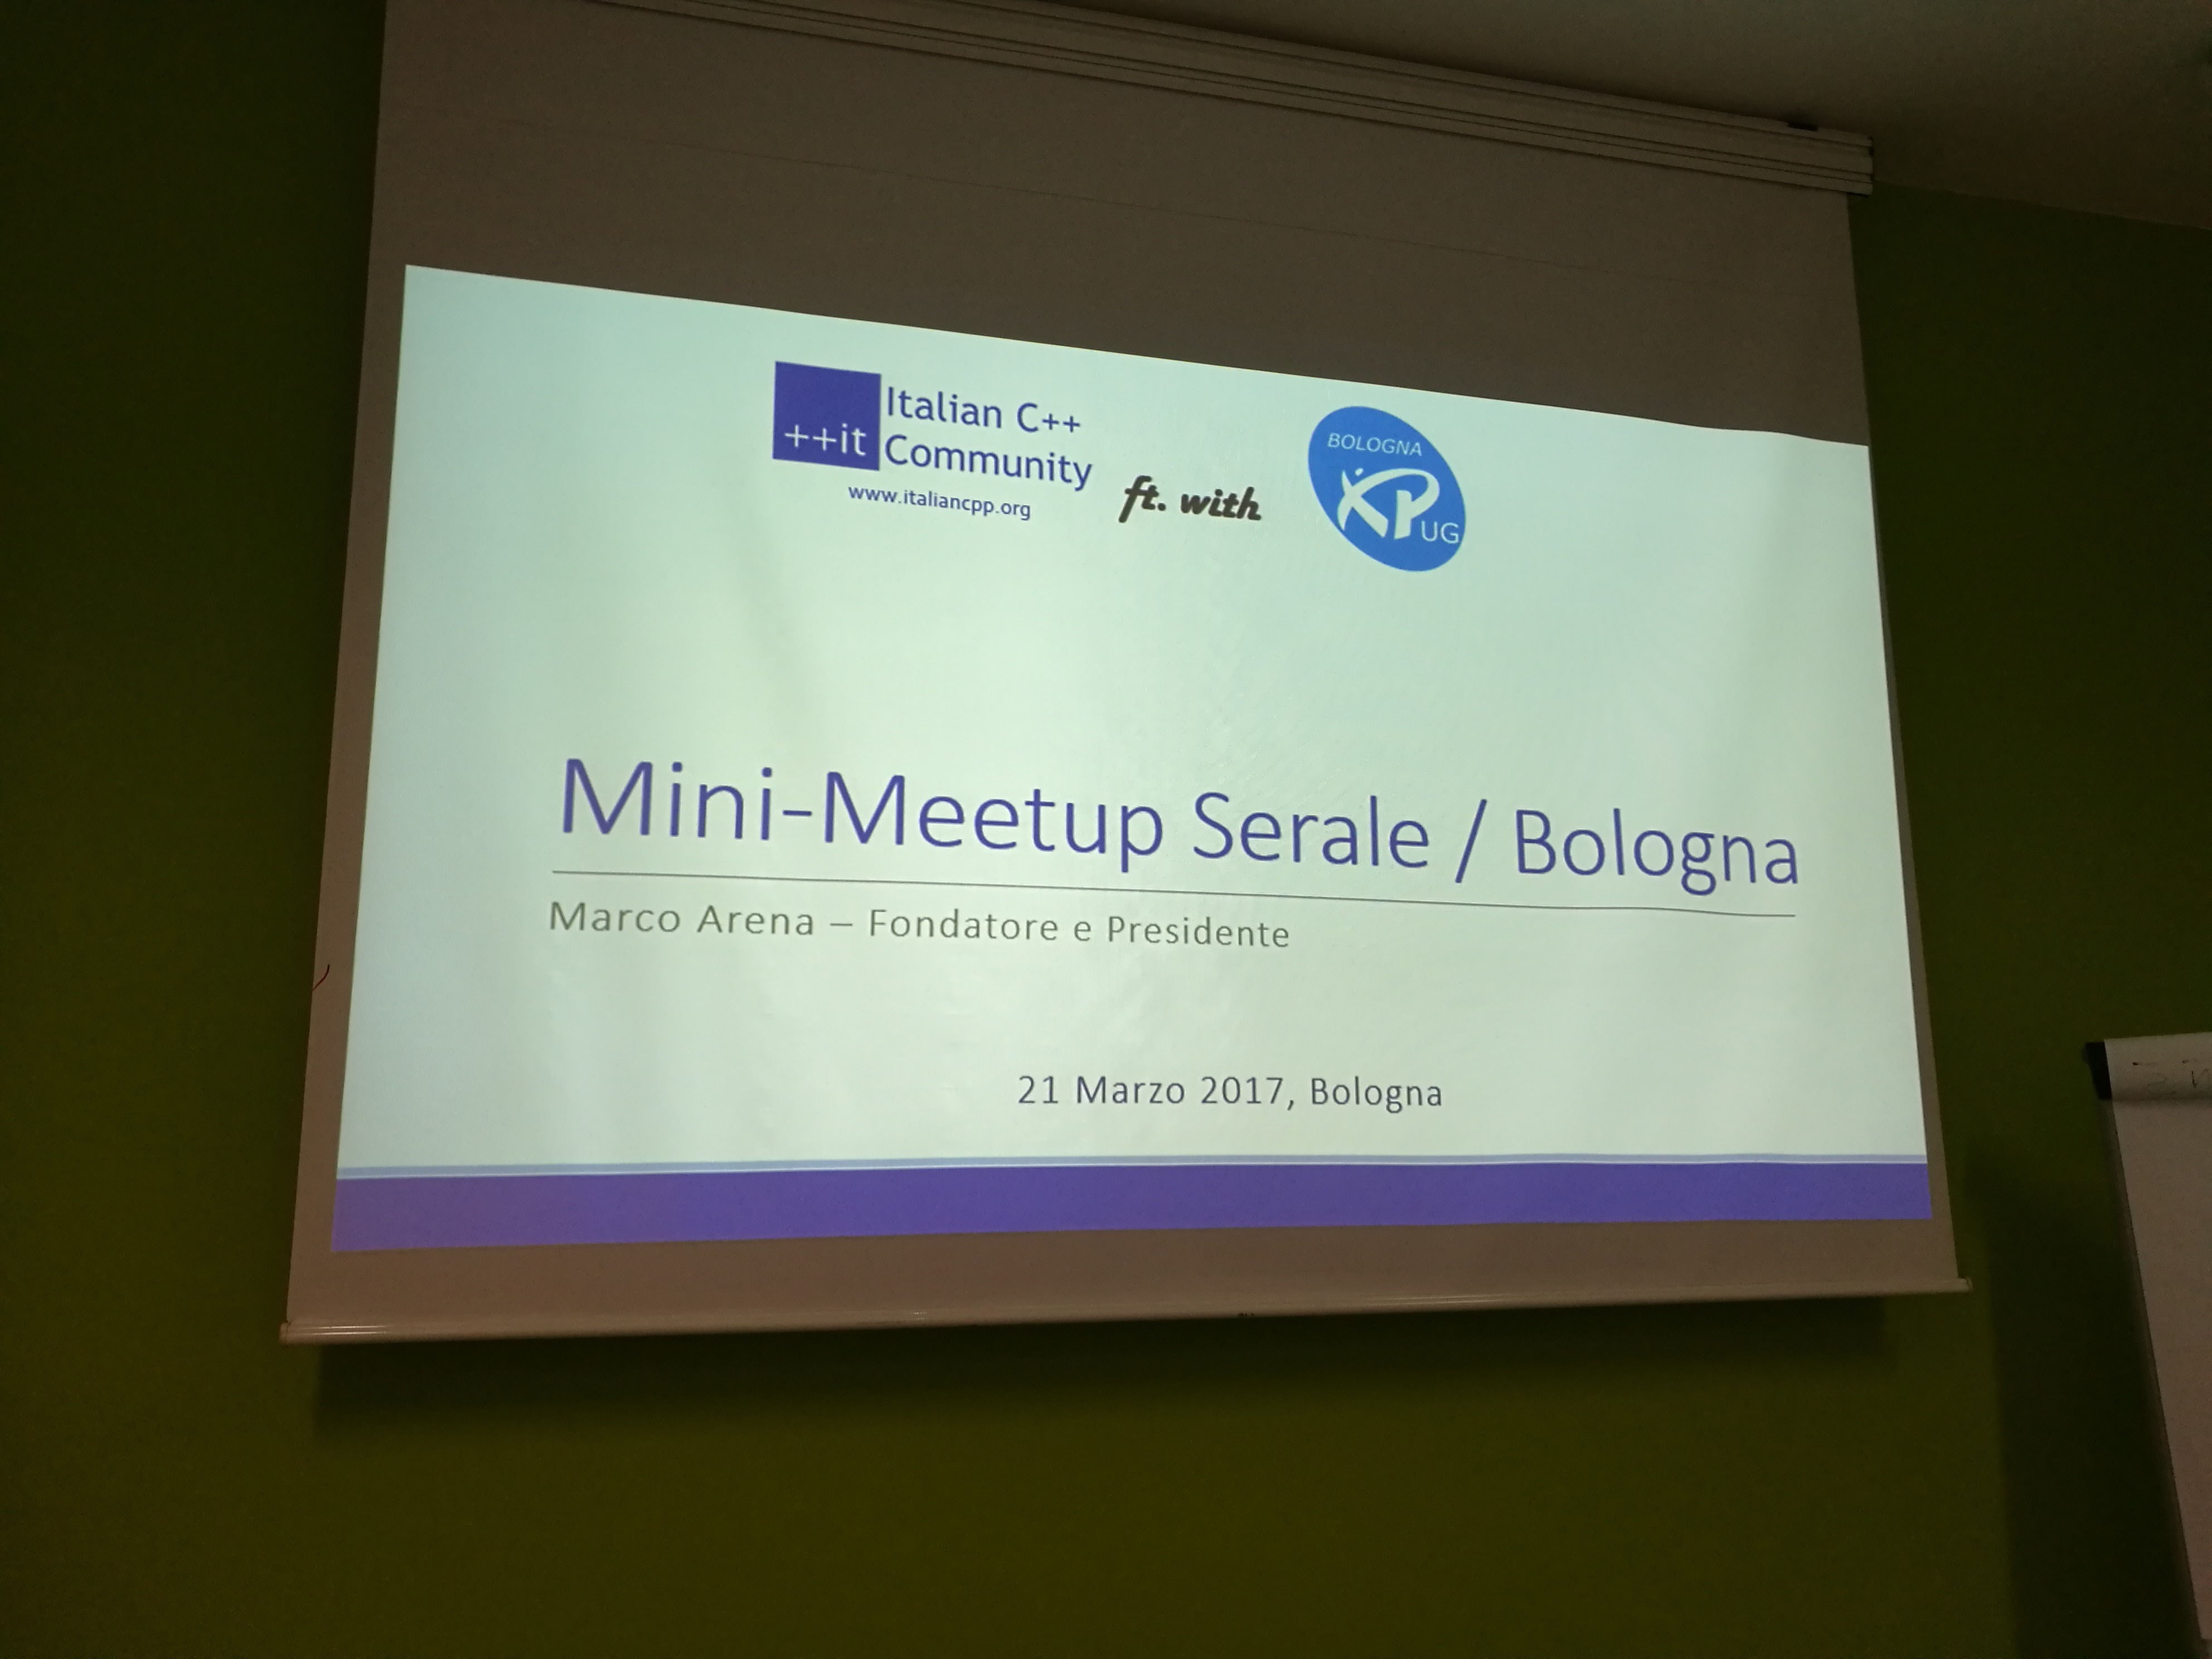 ++it
Italian C++
Community
www.italiancpp.org
ft. with
BOLOGNA
XP UG
Mini-Meetup Serale / Bologna
Marco Arena – Fondatore e Presidente
21 Marzo 2017, Bologna